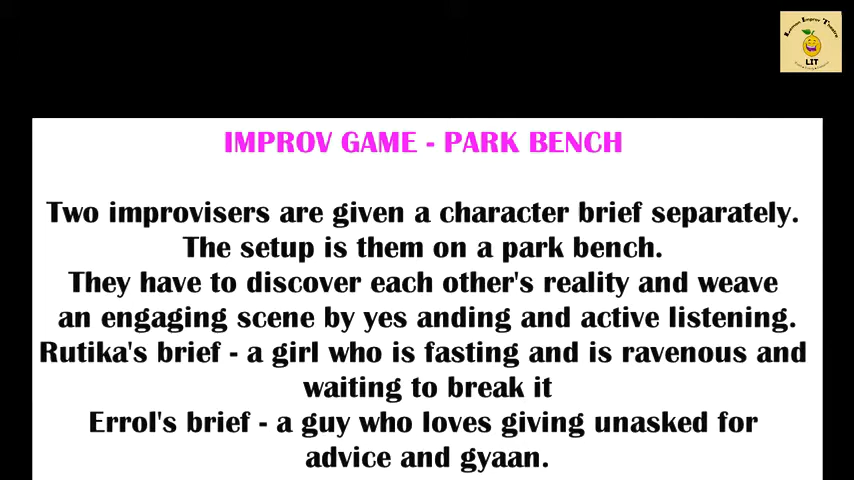 LIT
IMPROV GAME - PARK BENCH
Two improvisers are given a character brief separately.
The setup is them on a park bench.
They have to discover each other's reality and weave
an engaging scene by yes anding and active listening.
Rutika's brief - a girl who is fasting and is ravenous and
waiting to break it
Errol's brief - a guy who loves giving unasked for
advice and gyaan.